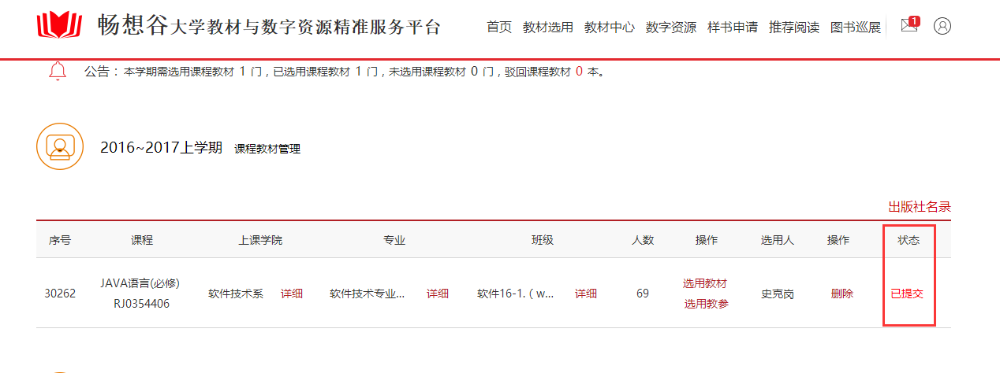 畅想谷大学教材与数字资源精准服务平台 首页 教材选用 教材中心 数字资源 样书申请 推荐阅读 图书巡展 1
公告： 本学期需选用课程教材 1 门，已选用课程教材 1 门，未选用课程教材 0 门，驳回课程教材 0 本。
2016~2017上学期 课程教材管理
出版社名录
序号 课程 上课学院 专业 班级 人数 操作 选用人 操作 状态
30262 JAVA语言(必修) RJ0354406 软件技术系 详细 软件技术专业... 详细 软件16-1.（w... 详细 69 选用教材 选用教参 史克岗 删除 已提交